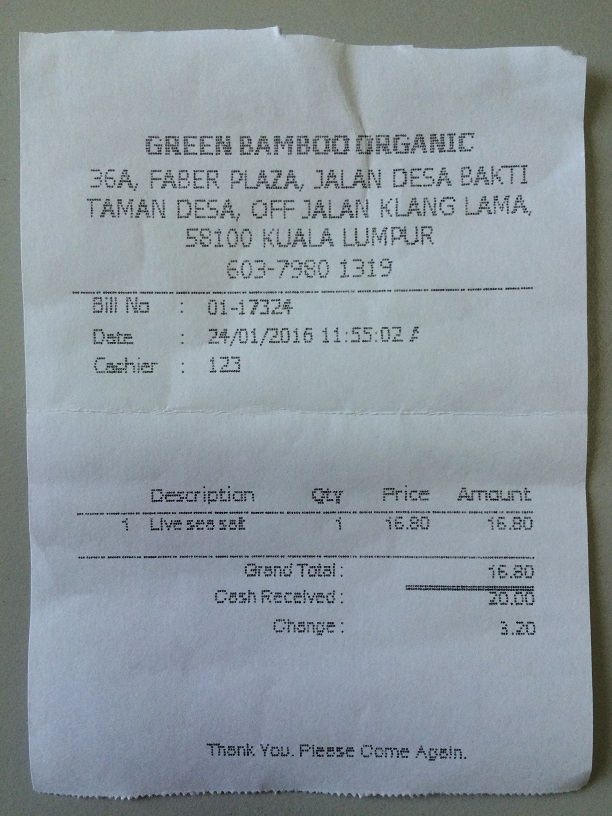 GREEN BAMBOO ORGANIC
36A, FABER PLAZA, JALAN DESA BAKTI
TAMAN DESA, OFF JALAN KLANG LAMA,
58100 KUALA LUMPUR
603-7980 1319
Bill No : 01-17324
Date : 24/01/2016 11:55:02 A
Cashier : 123
Description Qty Price Amount
1 Live sea salt 1 16.80 16.80
Grand Total : 16.80
Cash Received : 20.00
Change : 3.20
Thank You. Please Come Again.